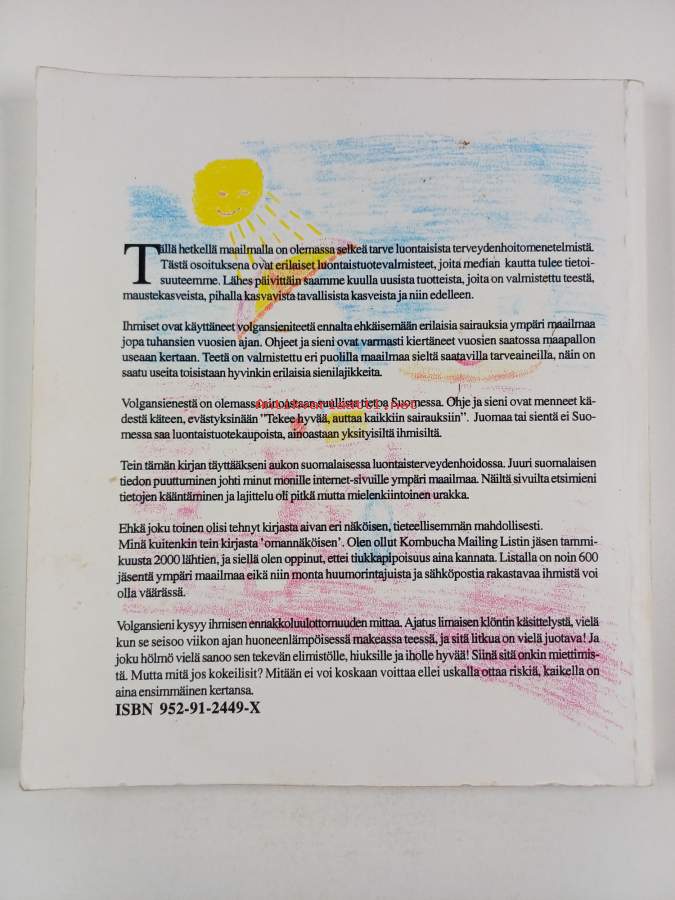 Tällä hetkellä maailmalla on olemassa selkeä tarve luontaisista terveydenhoitomenetelmistä.
Tästä osoituksena ovat erilaiset luontaistuotevalmisteet, joita median kautta tulee tietoi-
suuteemme. Lähes päivittäin saamme kuulla uusista tuotteista, joita on valmistettu teestä,
maustekasveista, pihalla kasvavista tavallisista kasveista ja niin edelleen.
Ihmiset ovat käyttäneet volgansieniteetä ennalta ehkäisemään erilaisia sairauksia ympäri maailmaa
jopa tuhansien vuosien ajan. Ohjeet ja sieni ovat varmasti kiertäneet vuosien saatossa maapallon
useaan kertaan. Teetä on valmistettu eri puolilla maailmaa sieltä saatavilla tarveaineilla, näin on
saatu useita toisistaan hyvinkin erilaisia sienilajikkeita.
Volgansienestä on olemassa ainoastaan suullista tietoa Suomessa. Ohje ja sieni ovat menneet kä-
destä käteen, evästyksinään "Tekee hyvää, auttaa kaikkiin sairauksiin". Juomaa tai sientä ei Suo-
messa saa luontaistuotekaupoista, ainoastaan yksityisiltä ihmisiltä.
Tein tämän kirjan täyttääkseni aukon suomalaisessa luontaisterveydenhoidossa. Juuri suomalaisen
tiedon puuttuminen johti minut monille internet-sivuille ympäri maailmaa. Näiltä sivuilta etsimieni
tietojen kääntäminen ja lajittelu oli pitkä mutta mielenkiintoinen urakka.
Ehkä joku toinen olisi tehnyt kirjasta aivan eri näköisen, tieteellisemmän mahdollisesti.
Minä kuitenkin tein kirjasta 'omannäköisen'. Olen ollut Kombucha Mailing Listin jäsen tammi-
kuusta 2000 lähtien, ja siellä olen oppinut, ettei tiukkapipoisuus aina kannata. Listalla on noin 600
jäsentä ympäri maailmaa eikä niin monta huumorintajuista ja sähköpostia rakastavaa ihmistä voi
olla väärässä.
Volgansieni kysyy ihmisen ennakkoluulottomuuden mittaa. Ajatus limaisen klöntin käsittelystä, vielä
kun se seisoo viikon ajan huoneenlämpöisessä makeassa teessä, ja sitä litkua on vielä juotava! Ja
joku hölmö vielä sanoo sen tekevän elimistölle, hiuksille ja iholle hyvää! Siinä sitä onkin miettimis-
tä. Mutta mitä jos kokeilisit? Mitään ei voi koskaan voittaa ellei uskalla ottaa riskiä, kaikella on
aina ensimmäinen kertansa.
ISBN 952-91-2449-X